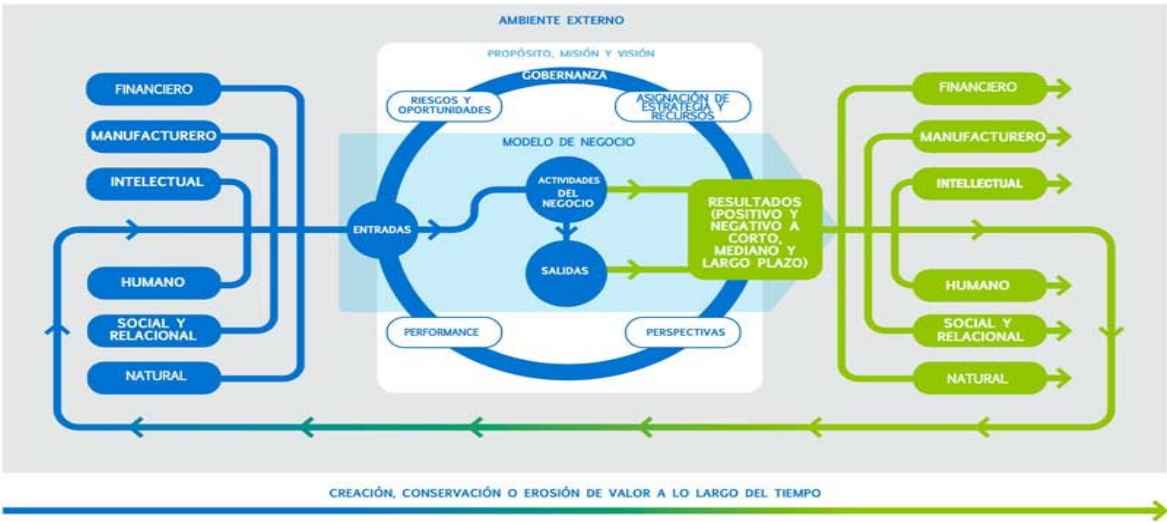 AMBIENTE EXTERNO
PROPÓSITO, MISIÓN Y VISIÓN
GOBERNANZA
RIESGOS Y
OPORTUNIDADES
ASIGNACIÓN DE
ESTRATEGIA Y
RECURSOS
MODELO DE NEGOCIO
FINANCIERO
MANUFACTURERO
INTELECTUAL
HUMANO
SOCIAL Y
RELACIONAL
NATURAL
ENTRADAS
ACTIVIDADES
DEL
NEGOCIO
SALIDAS
RESULTADOS
(POSITIVO Y
NEGATIVO A
CORTO,
MEDIANO Y
LARGO PLAZO)
PERFORMANCE
PERSPECTIVAS
FINANCIERO
MANUFACTURERO
INTELLECTUAL
HUMANO
SOCIAL Y
RELACIONAL
NATURAL
CREACIÓN, CONSERVACIÓN O EROSIÓN DE VALOR A LO LARGO DEL TIEMPO